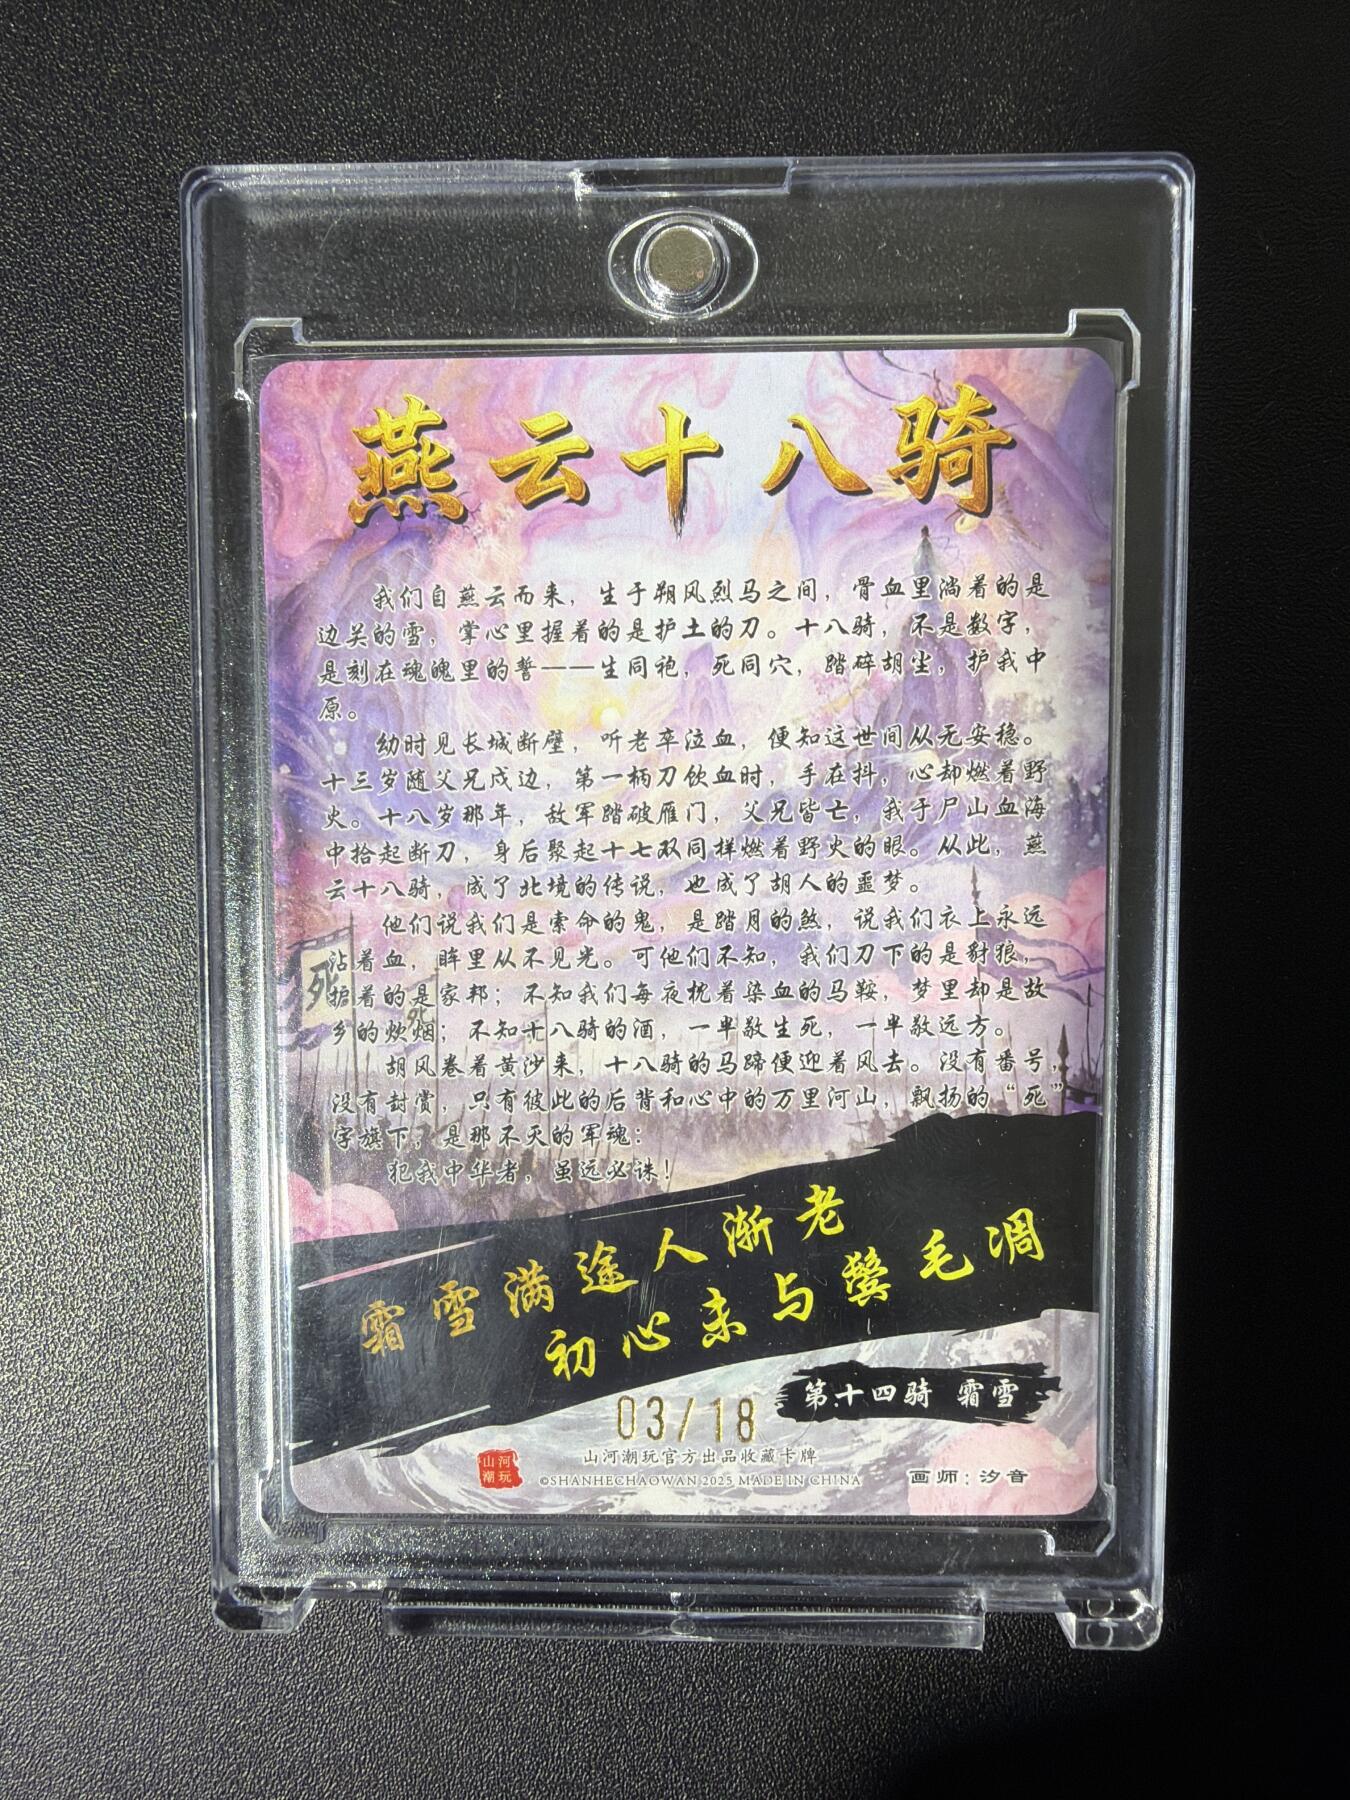 燕云十八骑
我们自燕云而来，生于朔风烈马之间，骨血里淌着的是
边关的雪，掌心里握着的是护土的刀。十八骑，不是数字，
是刻在魂魄里的誓——生同袍，死同穴，踏碎胡尘，护我中
原。
幼时见长城断壁，听老卒泣血，便知这世间从无安稳。
十三岁随父兄戍边，第一柄刀饮血时，手在抖，心却燃着野
火。十八岁那年，敌军踏破雁门，父兄皆亡，我于尸山血海
中拾起断刀，身后聚起十七双同样燃着野火的眼。从此，燕
云十八骑，成了北境的传说，也成了胡人的噩梦。
他们说我们是索命的鬼，是踏月的煞，说我们衣上永远
沾着血，眸里从不见光。可他们不知，我们刀下的是豺狼，
护着的是家邦；不知我们每夜枕着染血的马鞍，梦里却是故
乡的炊烟；不知十八骑的酒，一半敬生死，一半敬远方。
胡风卷着黄沙来，十八骑的马蹄便迎着风去。没有番号，
没有封赏，只有彼此的后背和心中的万里河山，飘扬的“死”
字旗下，是那不灭的军魂：
犯我中华者，虽远必诛！
死
死
霜雪满途人渐老
初心未与鬓毛凋
第十四骑 霜雪
03/18
山河潮玩官方出品收藏卡牌
山河
潮玩
©SHANHECHAOWAN 2025 MADE IN CHINA
画师：汐音